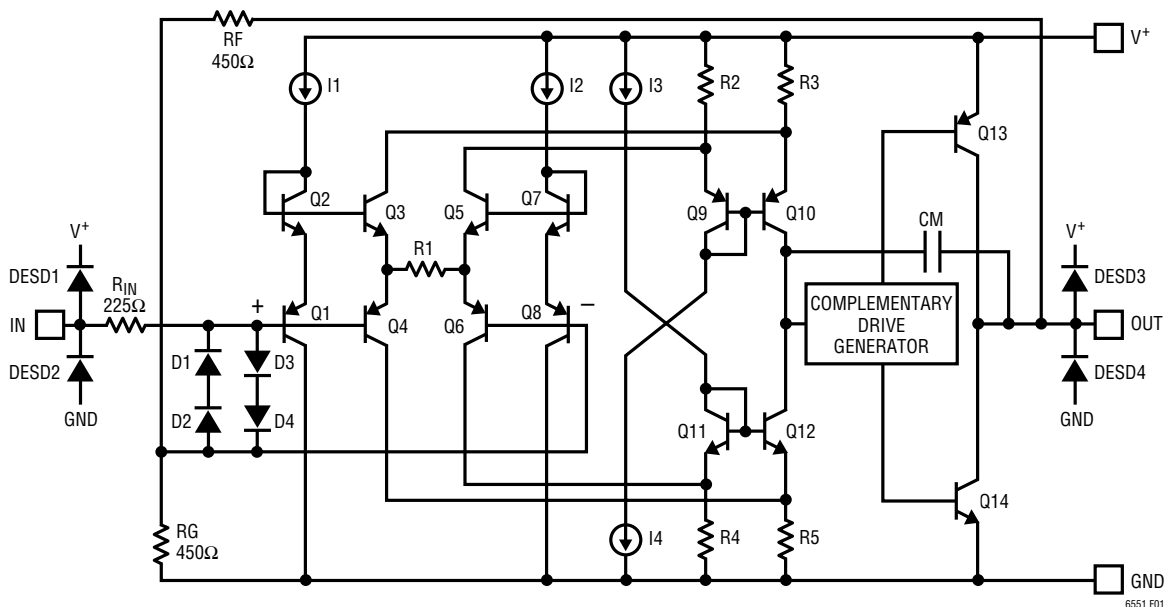 RF
450Ω
V+
I1
I2
I3
R2
R3
Q13
Q2
Q3
Q5
Q7
Q9
Q10
CM
V+
V+
DESD1
RIN
225Ω
R1
DESD3
IN
+
Q1
Q4
Q6
Q8
–
COMPLEMENTARY
DRIVE
GENERATOR
OUT
DESD2
D1
D3
DESD4
GND
D2
D4
Q11
Q12
GND
Q14
RG
450Ω
I4
R4
R5
GND
6551 F01